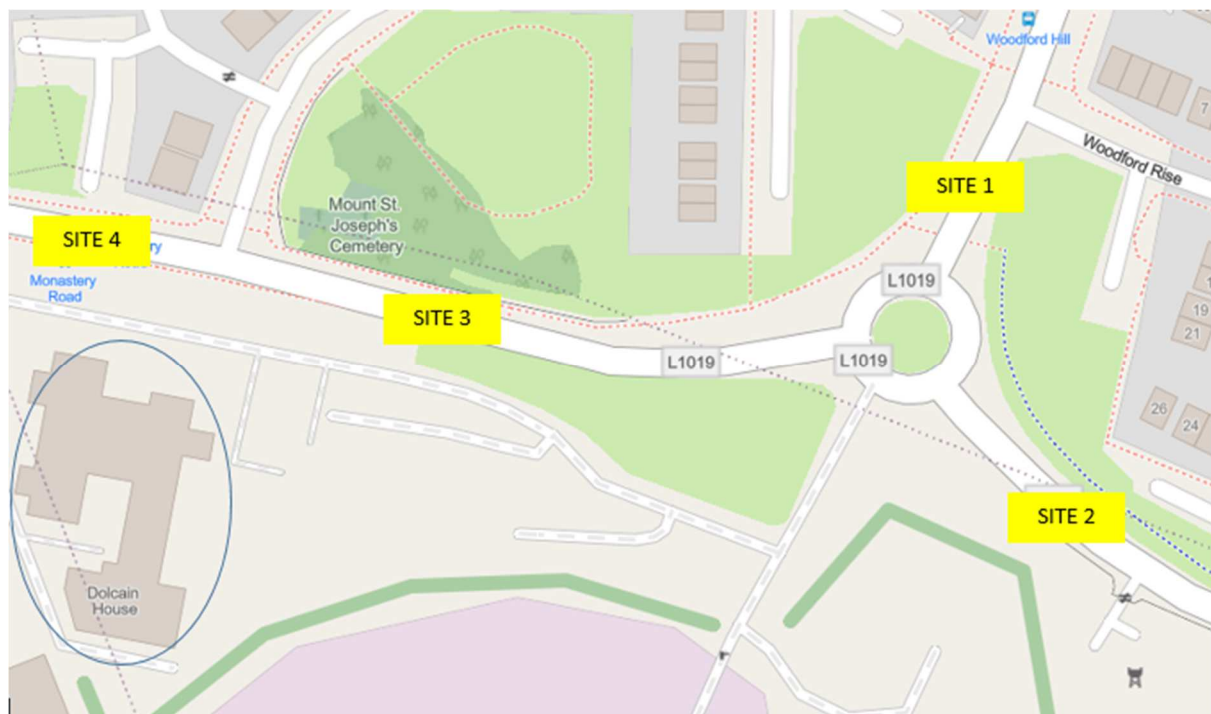 Woodford Hill
7
Woodford Rise
SITE 1
Mount St.
Joseph's
Cemetery
SITE 4
Monastery
Road
L1019
SITE 3
L1019
L1019
19
21
26
24
SITE 2
Dolcain
House